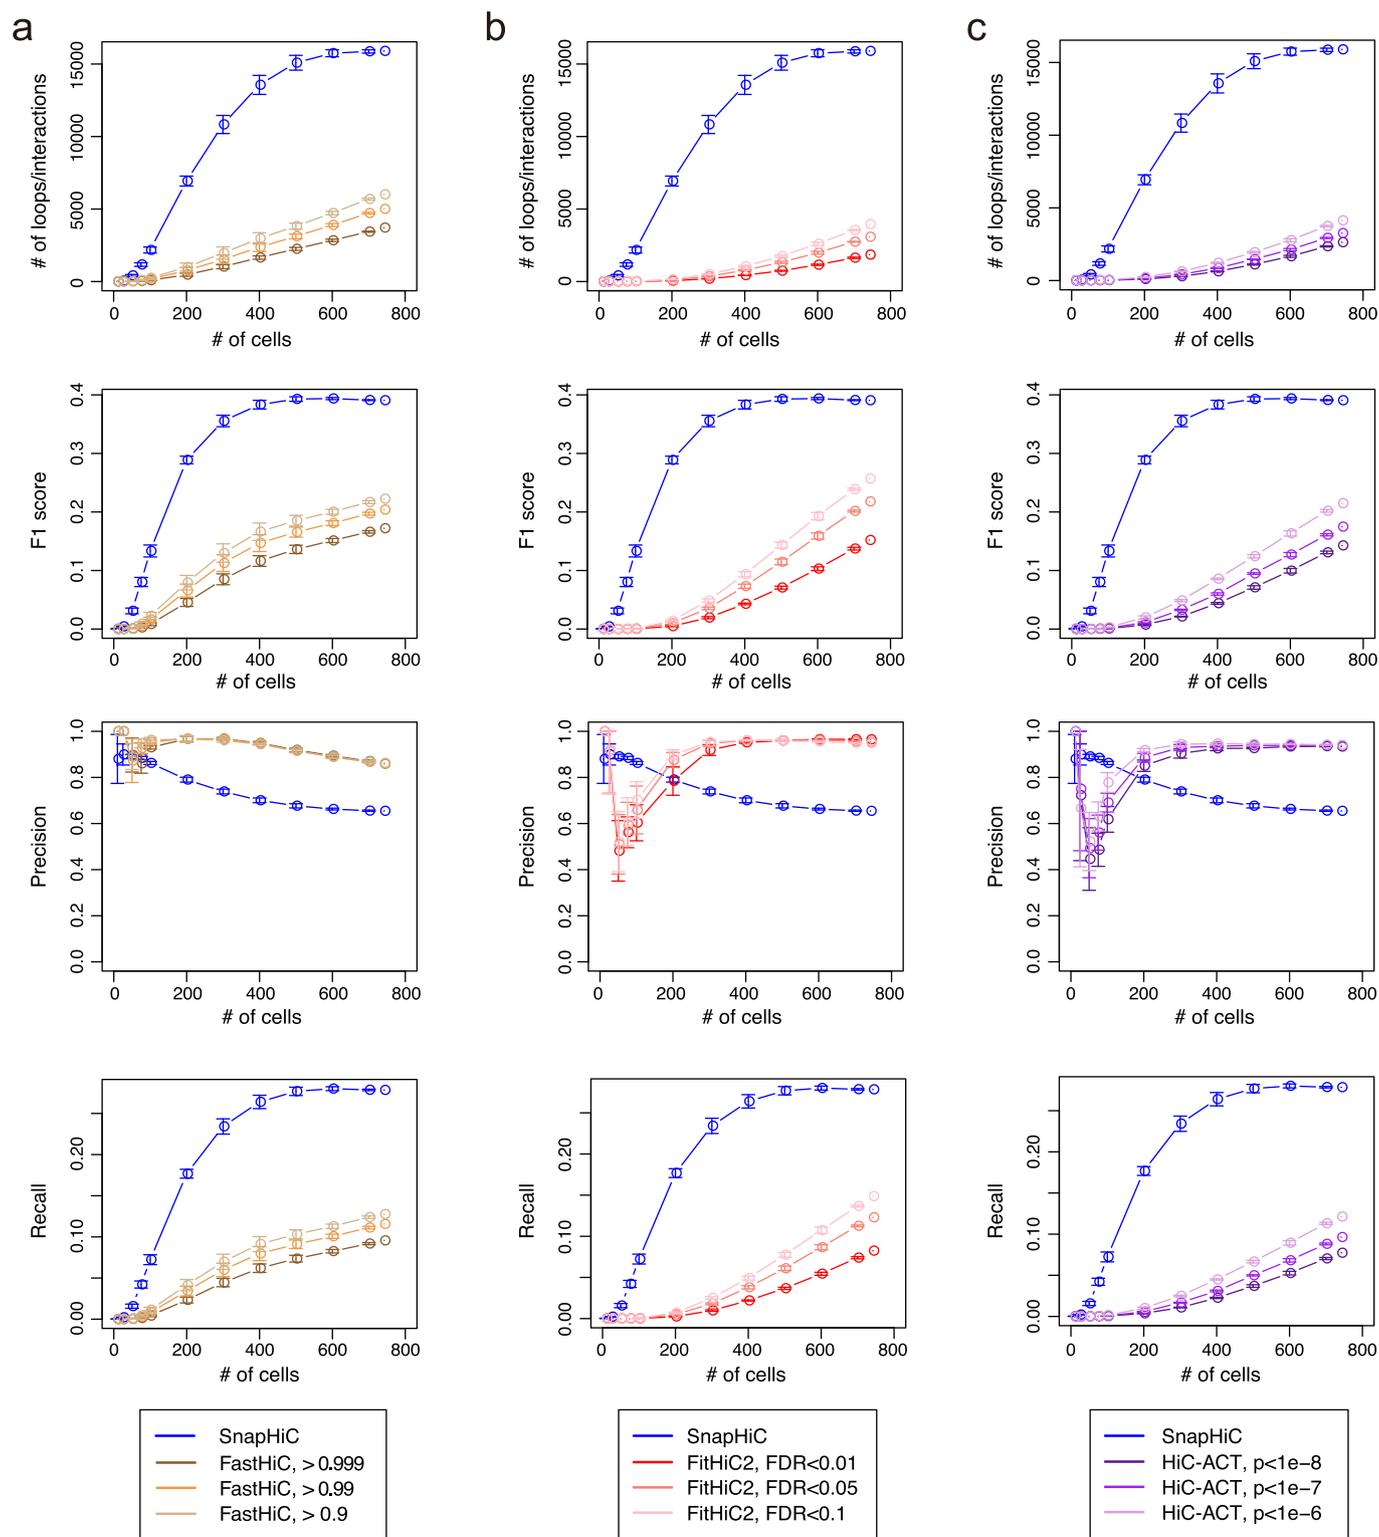 a
# of loops/interactions
15000
10000
5000
0
0 200 400 600 800
# of cells
F1 score
0.4
0.3
0.2
0.1
0.0
0 200 400 600 800
# of cells
Precision
1.0
0.8
0.6
0.4
0.2
0.0
0 200 400 600 800
# of cells
Recall
0.20
0.10
0.00
0 200 400 600 800
# of cells
SnapHiC
FastHiC, > 0.999
FastHiC, > 0.99
FastHiC, > 0.9
b
# of loops/interactions
15000
10000
5000
0
0 200 400 600 800
# of cells
F1 score
0.4
0.3
0.2
0.1
0.0
0 200 400 600 800
# of cells
Precision
1.0
0.8
0.6
0.4
0.2
0.0
0 200 400 600 800
# of cells
Recall
0.20
0.10
0.00
0 200 400 600 800
# of cells
SnapHiC
FitHiC2, FDR<0.01
FitHiC2, FDR<0.05
FitHiC2, FDR<0.1
c
# of loops/interactions
15000
10000
5000
0
0 200 400 600 800
# of cells
F1 score
0.4
0.3
0.2
0.1
0.0
0 200 400 600 800
# of cells
Precision
1.0
0.8
0.6
0.4
0.2
0.0
0 200 400 600 800
# of cells
Recall
0.20
0.10
0.00
0 200 400 600 800
# of cells
SnapHiC
HiC-ACT, p<1e−8
HiC-ACT, p<1e−7
HiC-ACT, p<1e−6